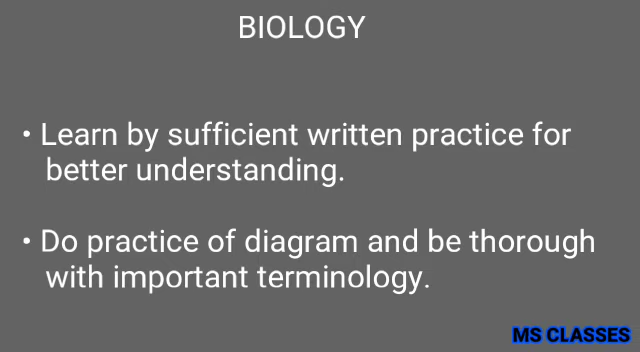 BIOLOGY
• Learn by sufficient written practice for
better understanding.
• Do practice of diagram and be thorough
with important terminology.
MS CLASSES